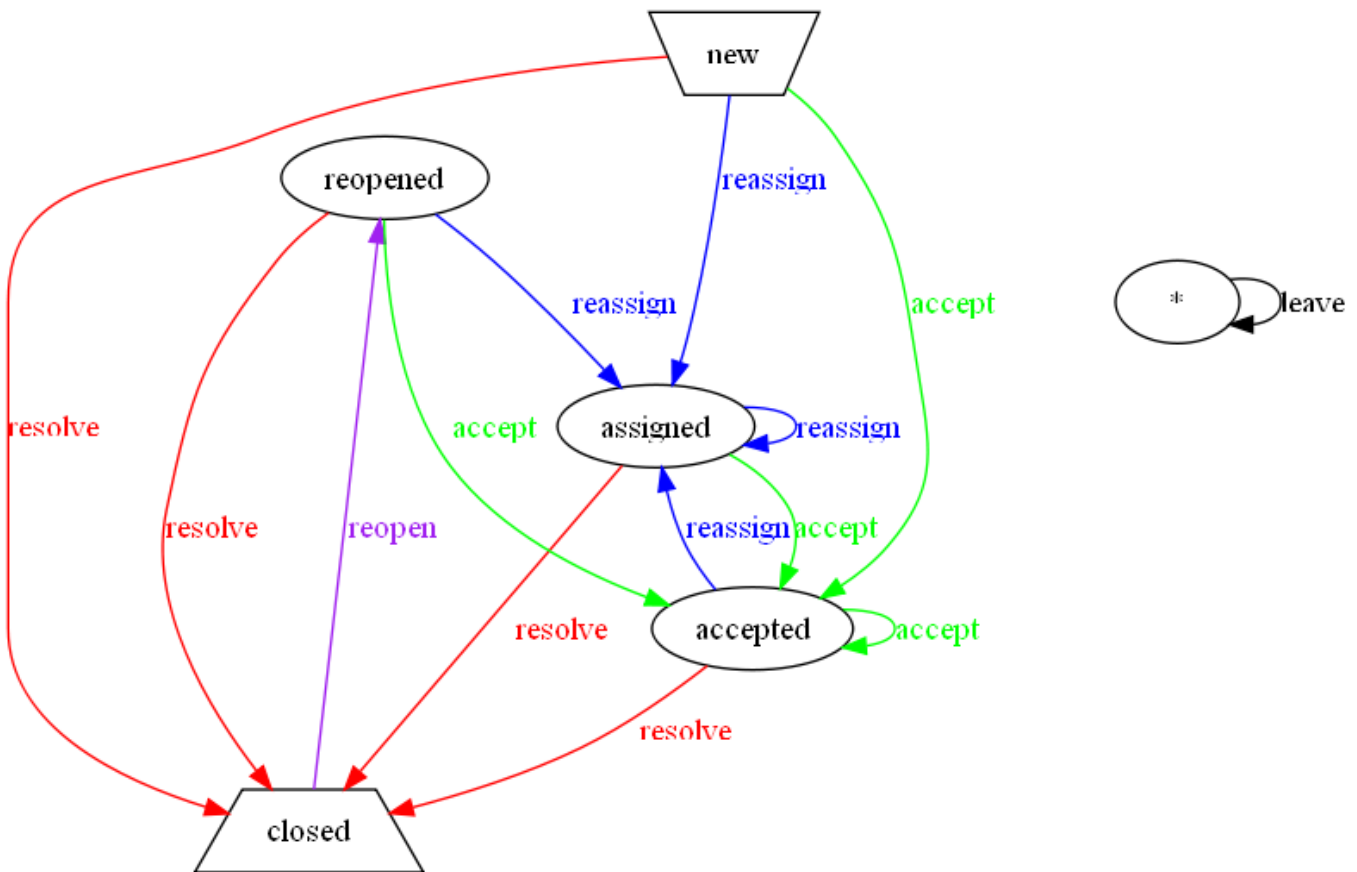 new
reopened
reassign
reassign
accept
*
leave
resolve
accept
assigned
reassign
resolve
reopen
reassign
accept
resolve
accepted
accept
resolve
closed